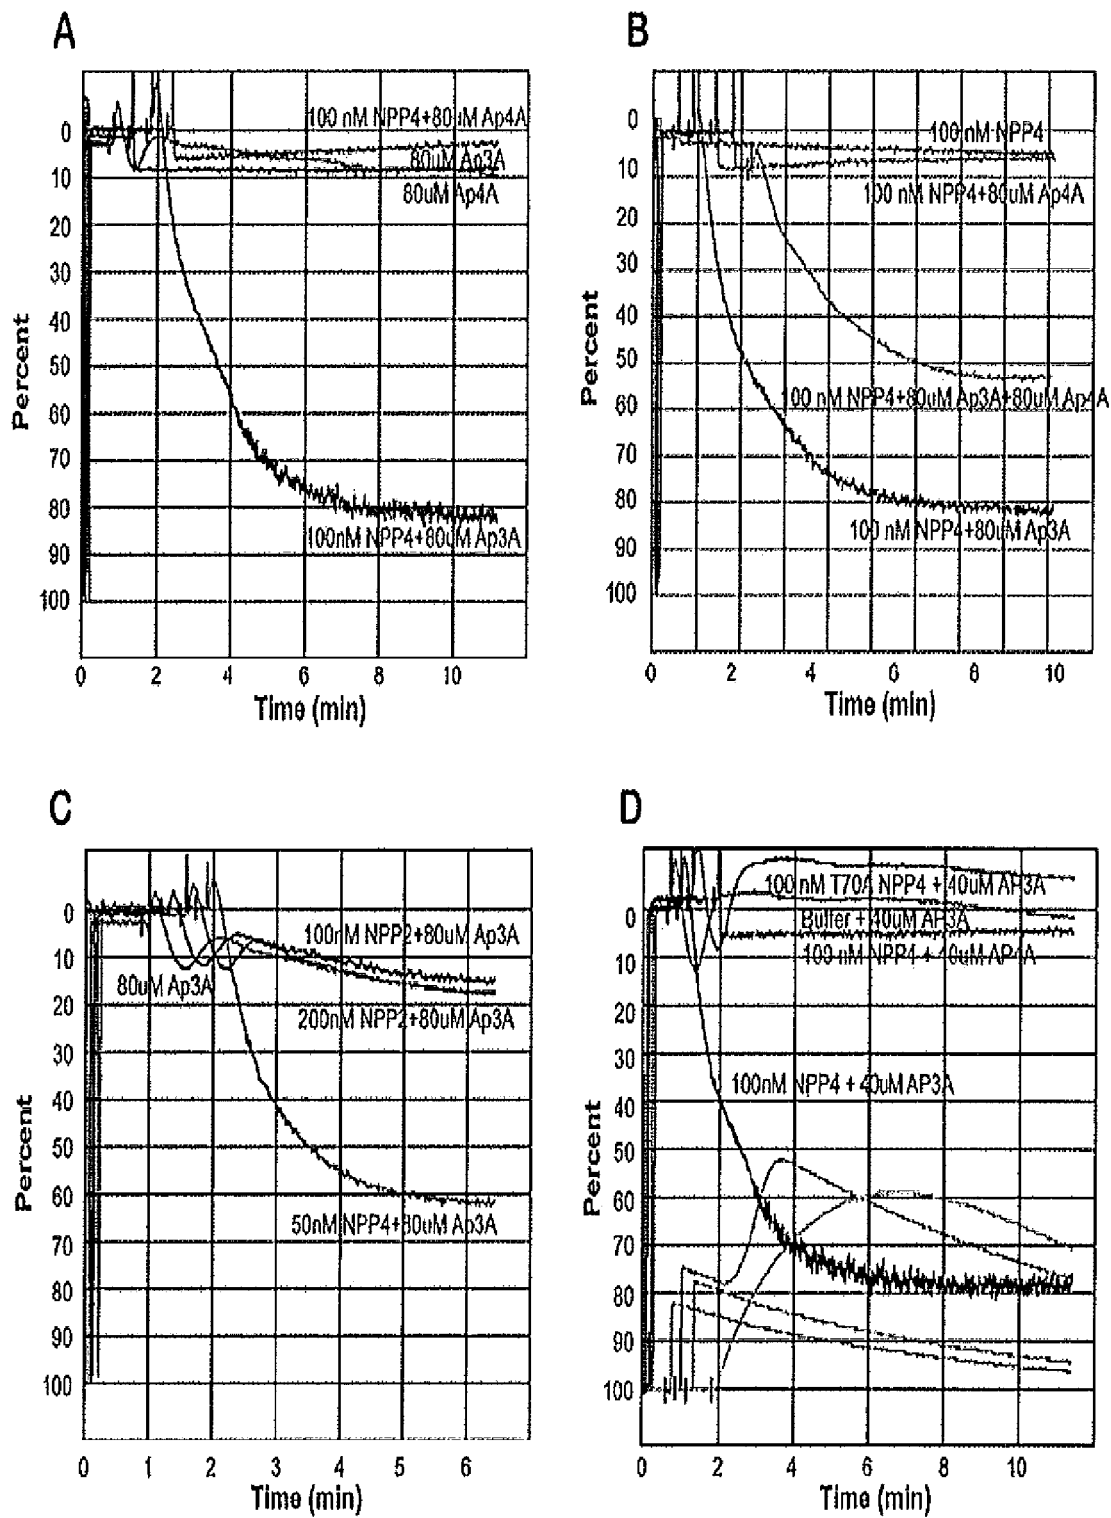 A
0
10
20
30
40
50
60
70
80
90
100
Percent
100 nM NPP4+80uM Ap4A
80uM Ap3A
80uM Ap4A
100nM NPP4+80uM Ap3A
0 2 4 6 8 10
Time (min)
B
0
10
20
30
40
50
60
70
80
90
100
Percent
100 nM NPP4
100 nM NPP4+80uM Ap4A
100 nM NPP4+80uM Ap3A+80uM Ap4A
100 nM NPP4+80uM Ap3A
0 2 4 6 8 10
Time (min)
C
0
10
20
30
40
50
60
70
80
90
100
Percent
100nM NPP2+80uM Ap3A
80uM Ap3A
200nM NPP2+80uM Ap3A
50nM NPP4+80uM Ap3A
0 1 2 3 4 5 6
Time (min)
D
0
10
20
30
40
50
60
70
80
90
100
Percent
100 nM T70A NPP4 + 40uM AP3A
Buffer + 40uM AP3A
100 nM NPP4 + 40uM AP4A
100nM NPP4 + 40uM AP3A
0 2 4 6 8 10
Time (min)